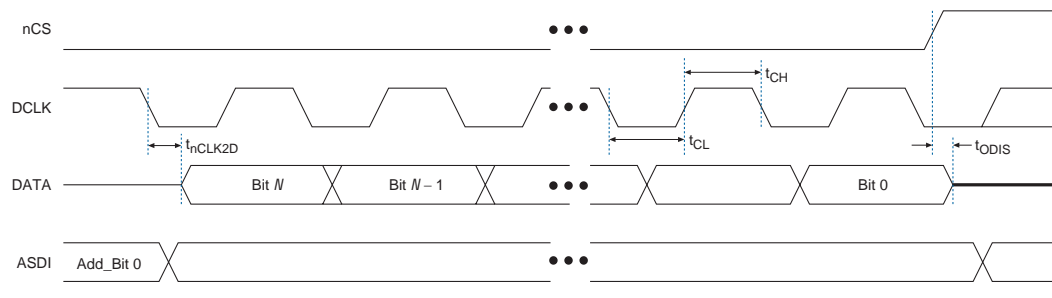 nCS
tCH
DCLK
tnCLK2D
tCL
tODIS
DATA
Bit N
Bit N – 1
Bit 0
ASDI
Add_Bit 0